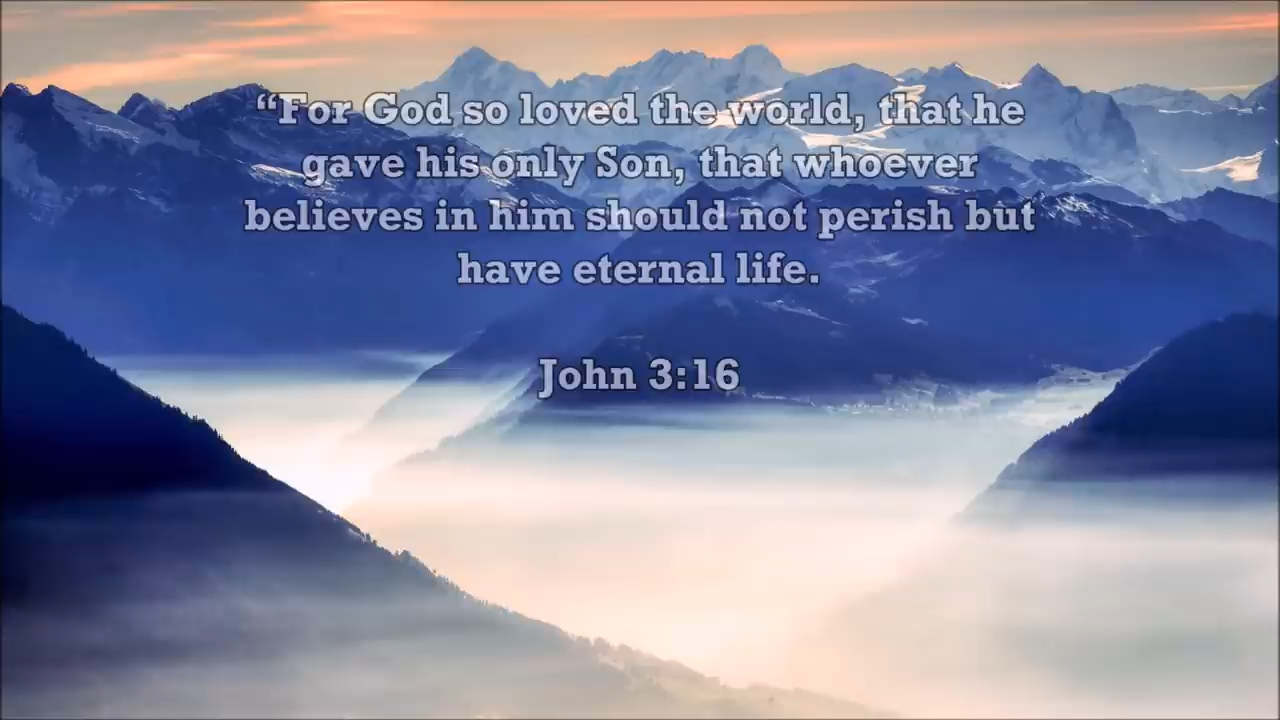 “For God so loved the world, that he
gave his only Son, that whoever
believes in him should not perish but
have eternal life.
John 3:16